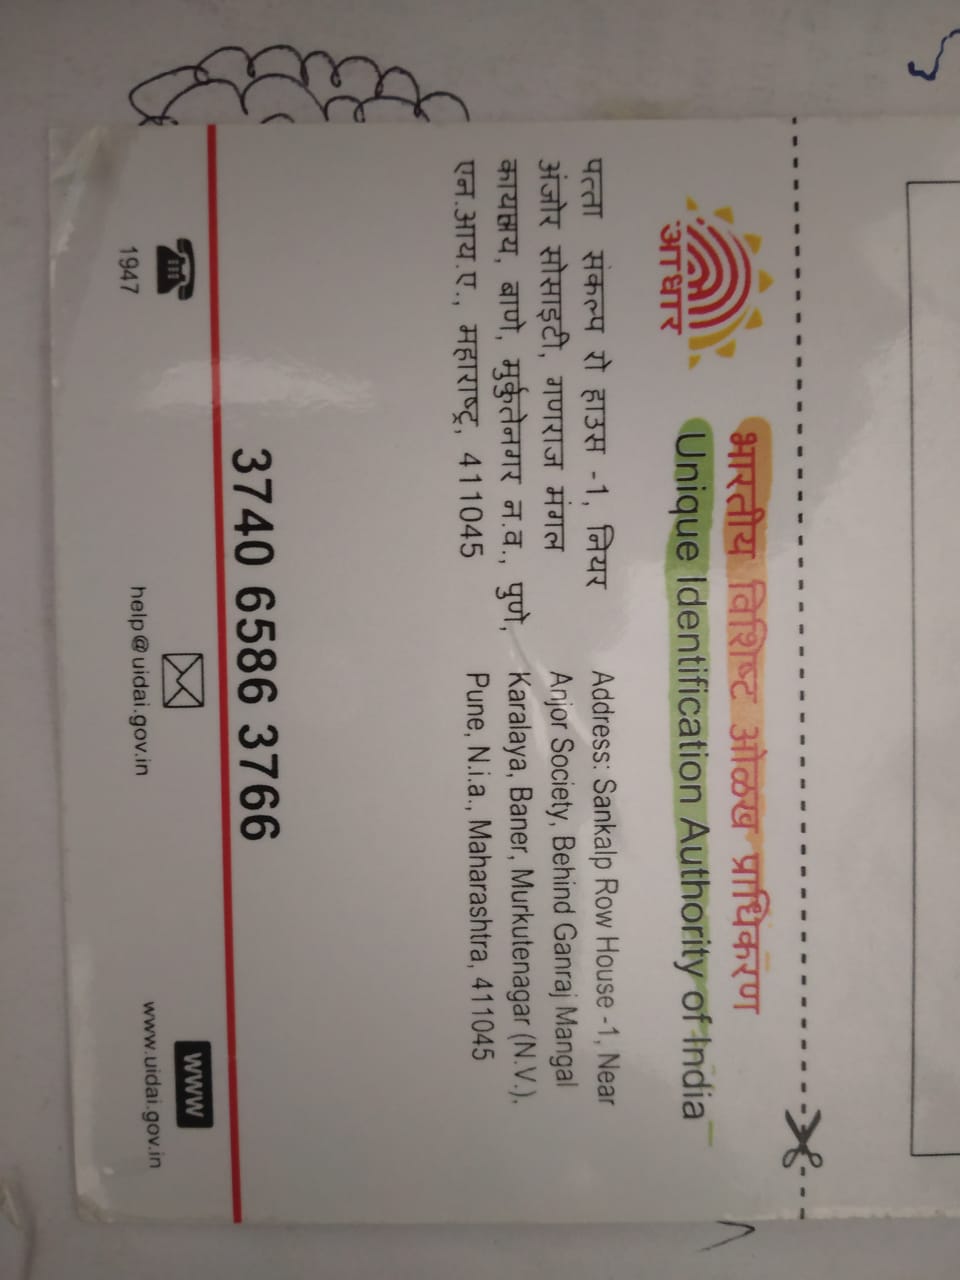 आधार
भारतीय विशिष्ट ओळख प्राधिकरण
Unique Identification Authority of India
पत्ता संकल्प रो हाउस -1, नियर
अंजोर सोसाइटी, गणराज मंगल
कार्यालय, बाणे, मुर्कुतेनगर न.व., पुणे,
एन.आय.ए., महाराष्ट्र, 411045
Address: Sankalp Row House -1, Near
Anjor Society, Behind Ganraj Mangal
Karalaya, Baner, Murkutenagar (N.V.),
Pune, N.i.a., Maharashtra, 411045
3740 6586 3766
1947
help@uidai.gov.in
www
www.uidai.gov.in